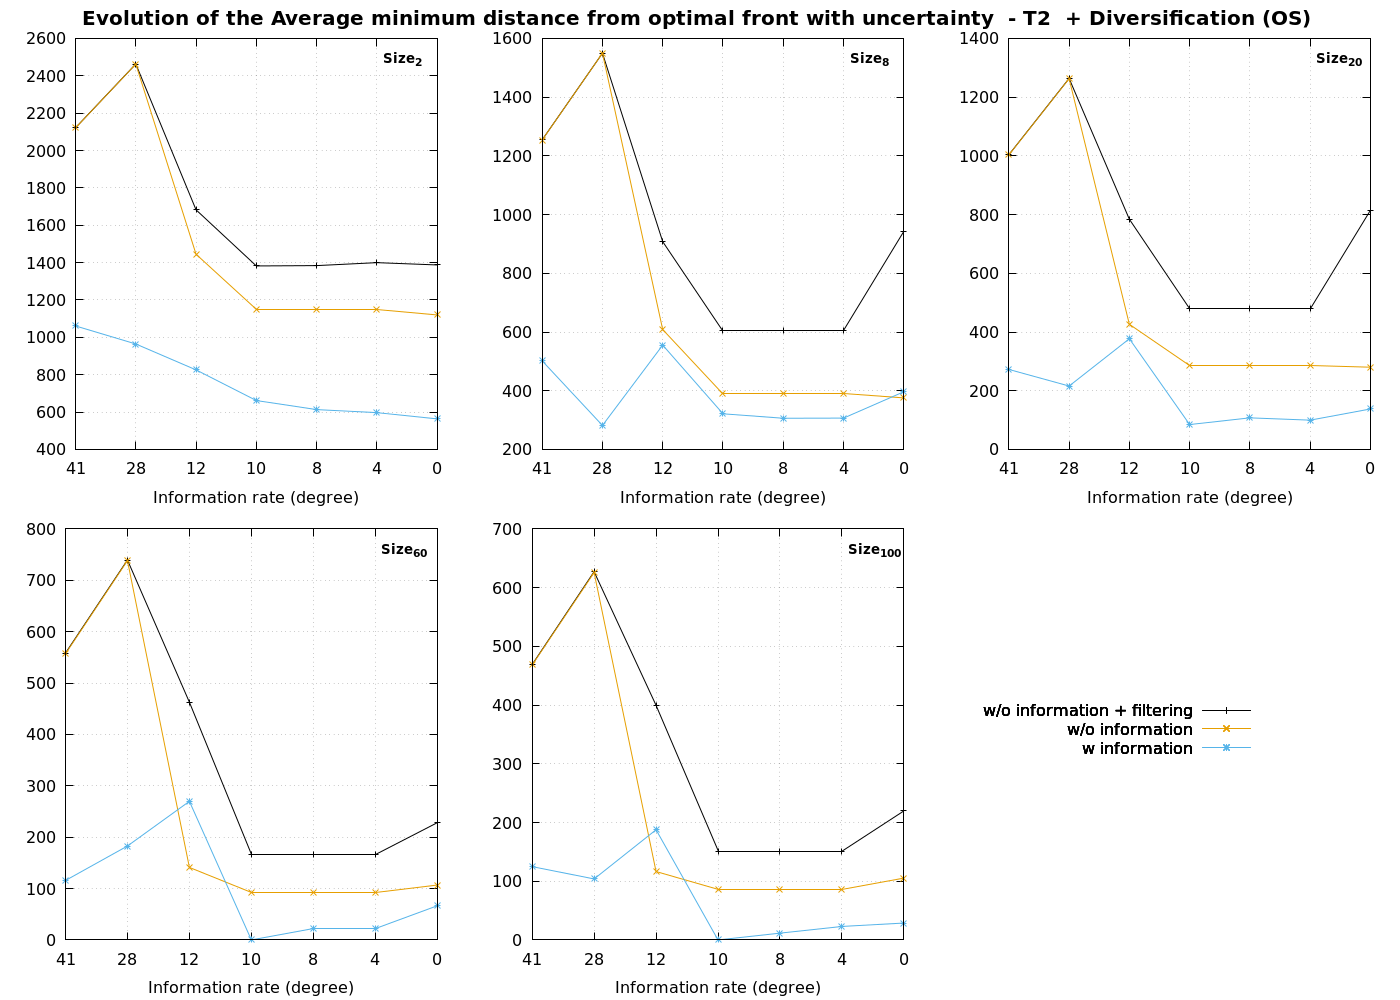 Evolution of the Average minimum distance from optimal front with uncertainty - T2 + Diversification (OS)
Size2
2600
2400
2200
2000
1800
1600
1400
1200
1000
800
600
400
41 28 12 10 8 4 0
Information rate (degree)
Size8
1600
1400
1200
1000
800
600
400
200
41 28 12 10 8 4 0
Information rate (degree)
Size20
1400
1200
1000
800
600
400
200
0
41 28 12 10 8 4 0
Information rate (degree)
Size60
800
700
600
500
400
300
200
100
0
41 28 12 10 8 4 0
Information rate (degree)
Size100
700
600
500
400
300
200
100
0
41 28 12 10 8 4 0
Information rate (degree)
w/o information + filtering
w/o information
w information